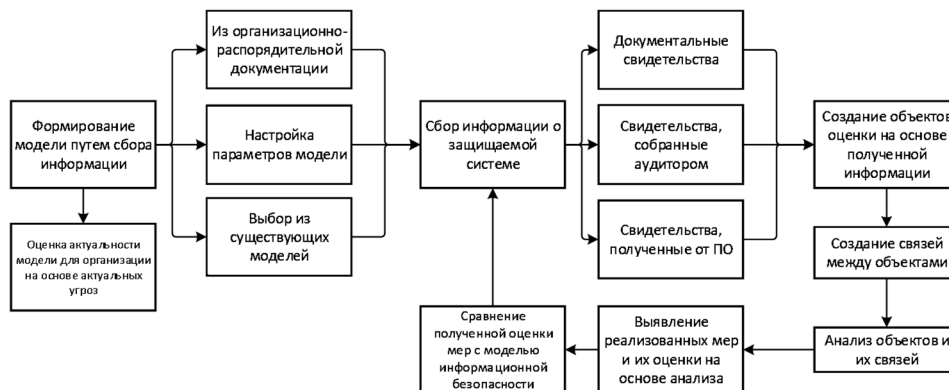 Из организационно-
распорядительной
документации
Документальные
свидетельства
Формирование
модели путем сбора
информации
Настройка
параметров модели
Сбор информации о
защищаемой
системе
Свидетельства,
собранные
аудитором
Создание объектов
оценки на основе
полученной
информации
Оценка актуальности
модели для организации
на основе актуальных
угроз
Выбор из
существующих
моделей
Свидетельства,
полученные от ПО
Создание связей
между объектами
Сравнение
полученной оценки
мер с моделью
информационной
безопасности
Выявление
реализованных мер
и их оценки на
основе анализа
Анализ объектов и
их связей